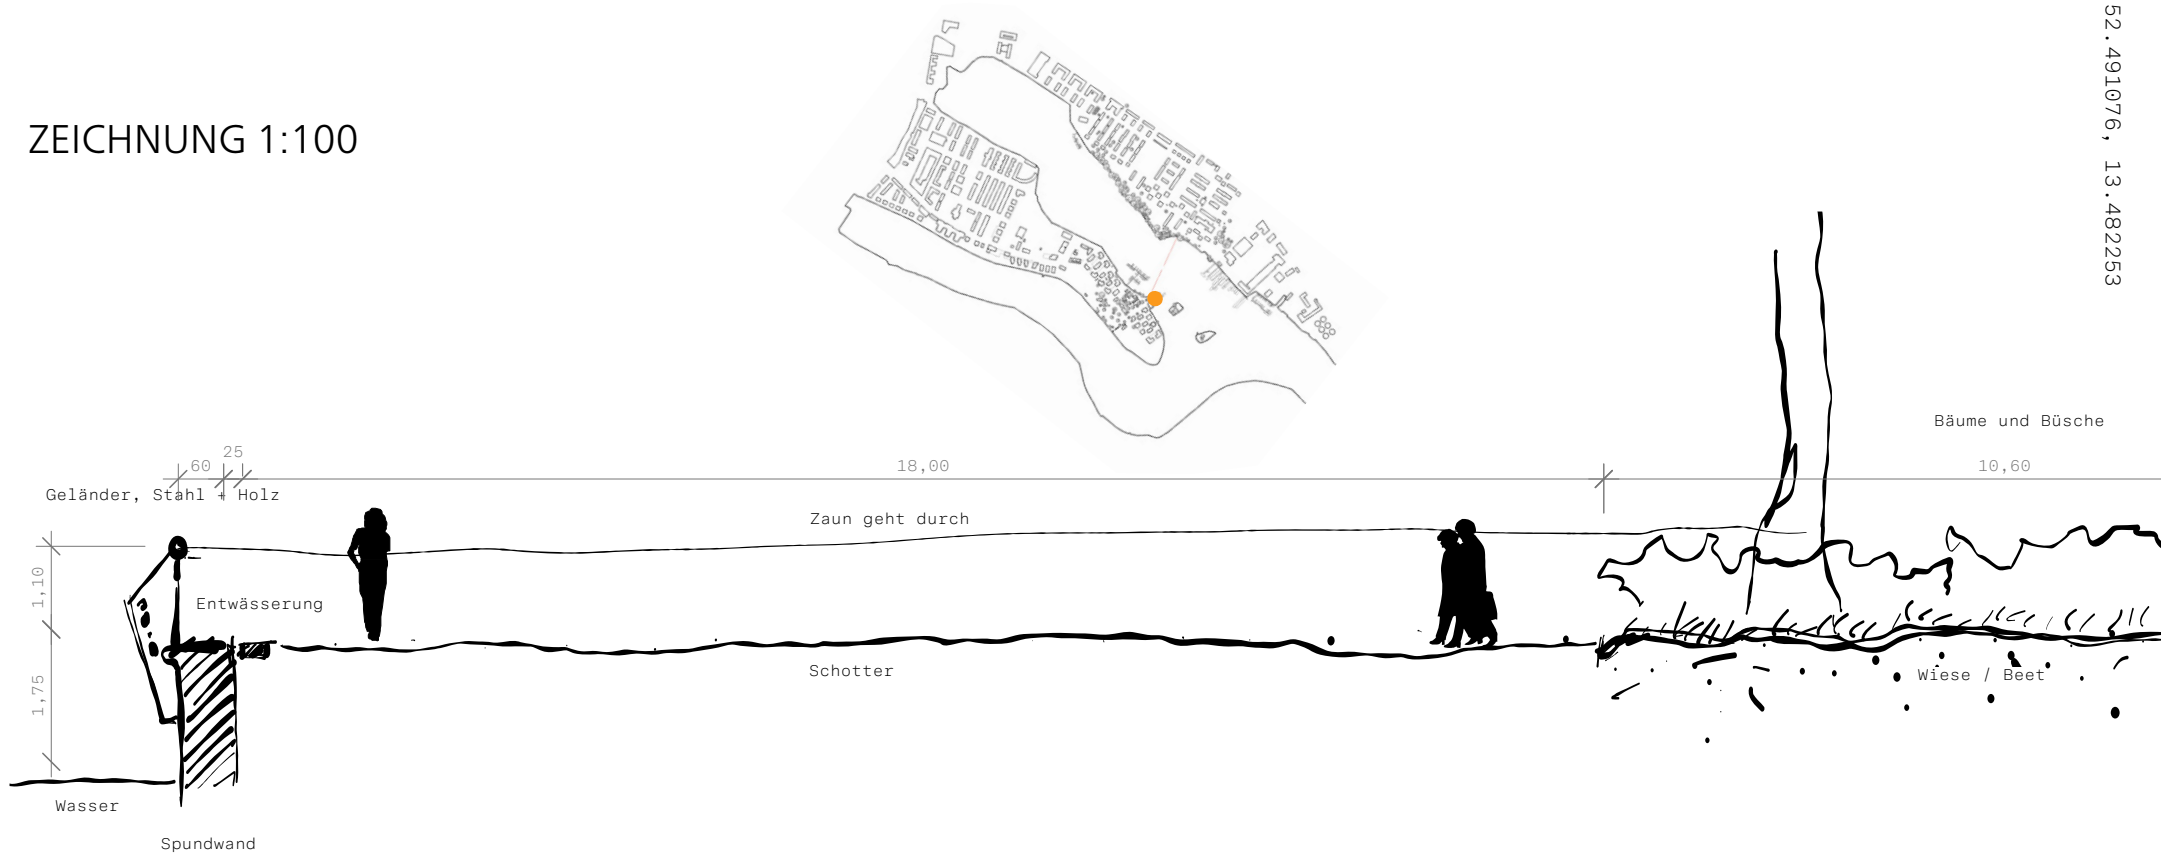 ZEICHNUNG 1:100
52.491076, 13.482253
Bäume und Büsche
25
60
18,00
10,60
Geländer, Stahl + Holz
Zaun geht durch
1,10
Entwässerung
Schotter
Wiese / Beet
1,75
Wasser
Spundwand